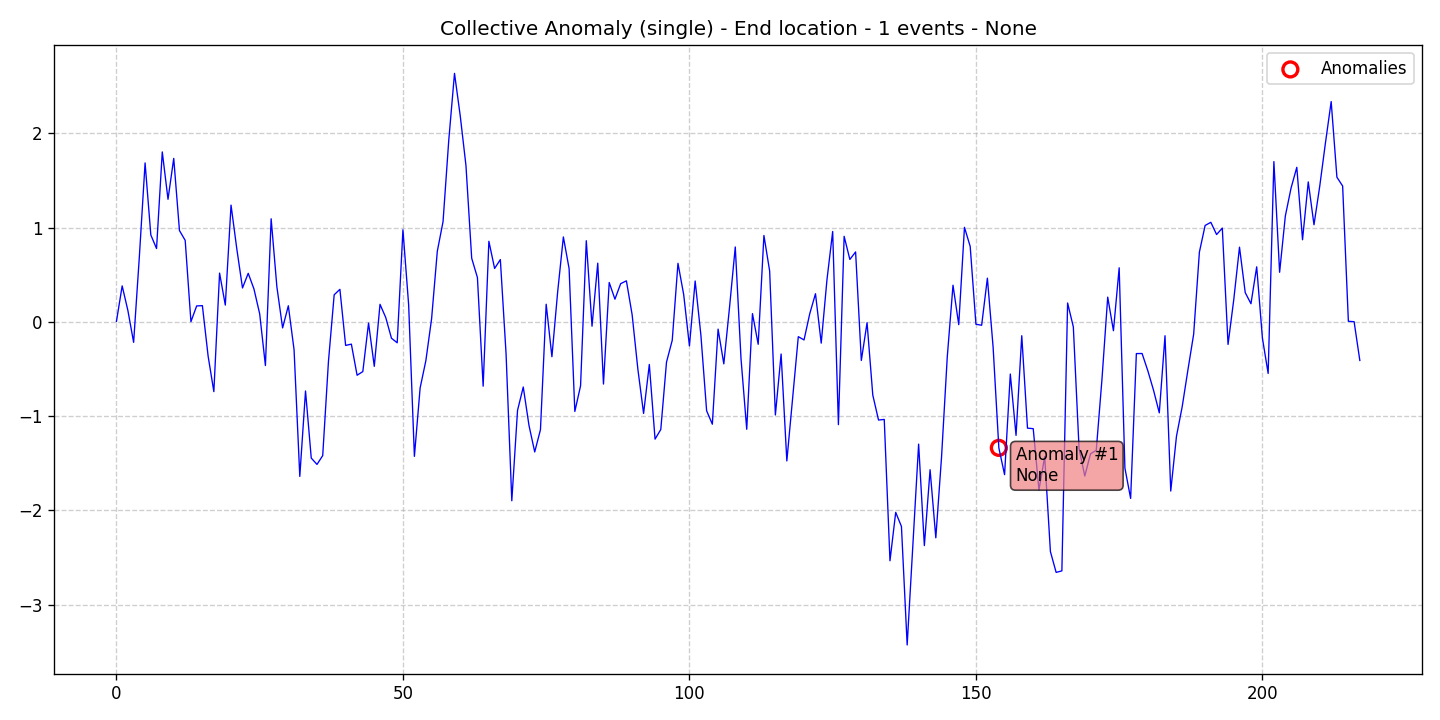 Collective Anomaly (single) - End location - 1 events - None
Anomalies
2
1
0
−1
−2
−3
Anomaly #1
None
0
50
100
150
200